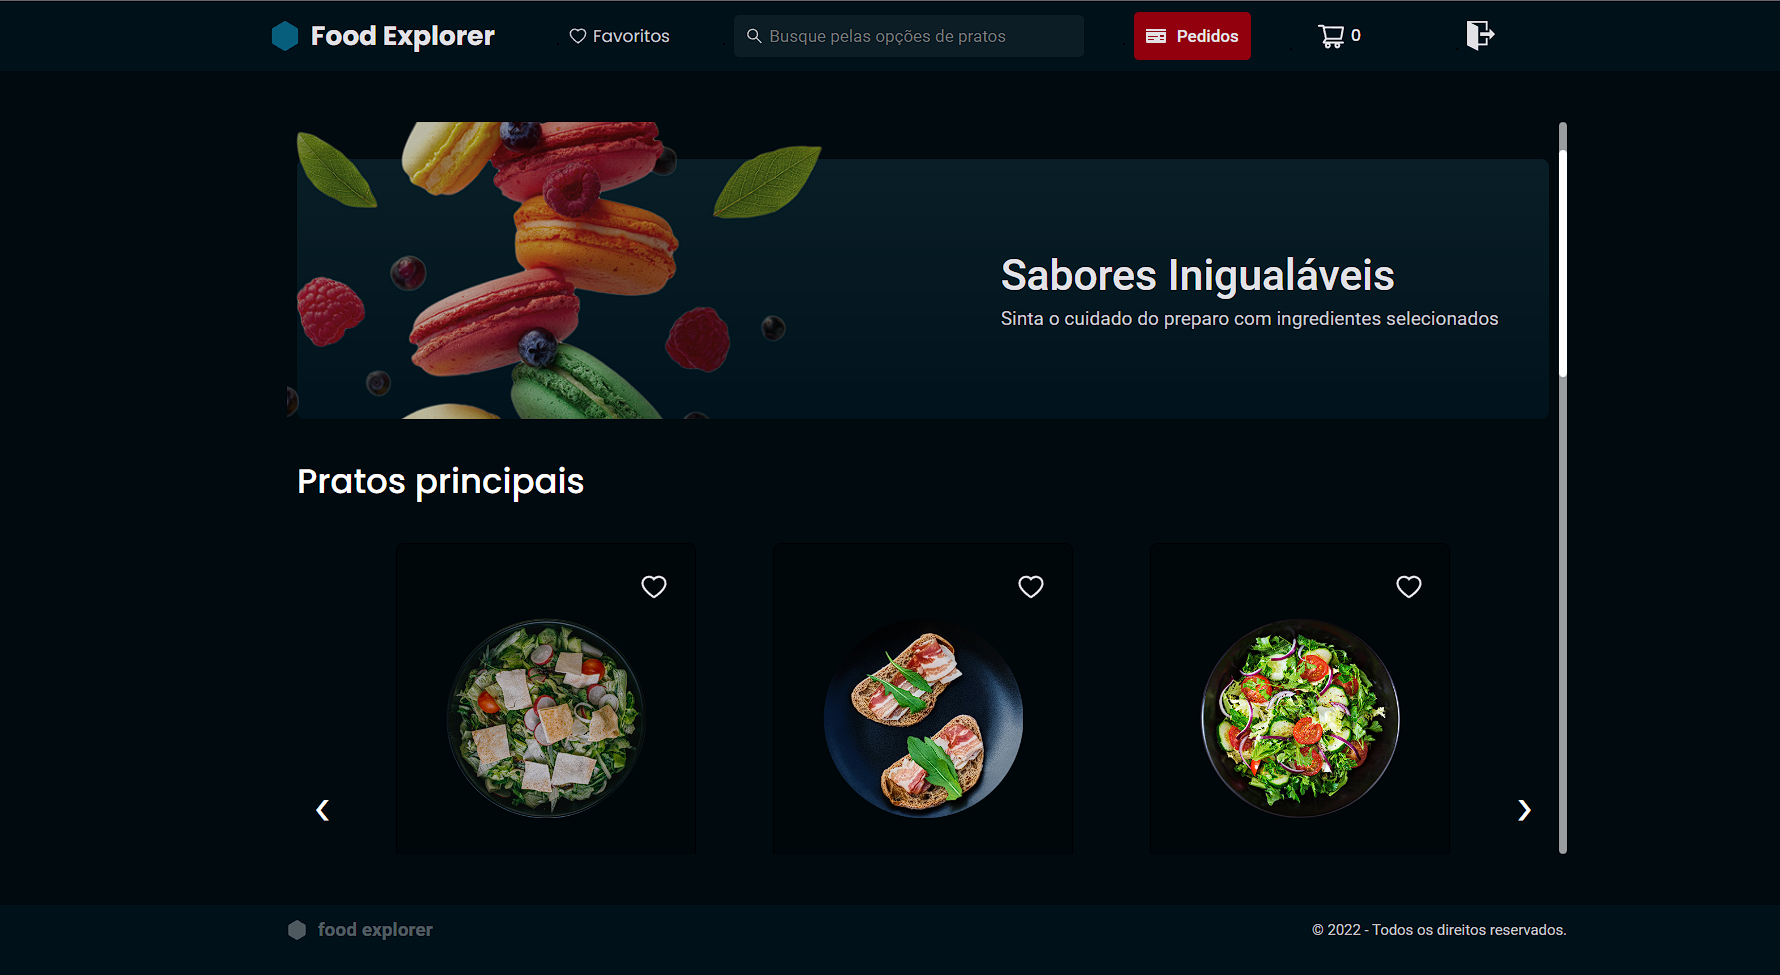 Food Explorer
Favoritos
Busque pelas opções de pratos
Pedidos
0
Sabores Inigualáveis
Sinta o cuidado do preparo com ingredientes selecionados
Pratos principais
food explorer
© 2022 - Todos os direitos reservados.